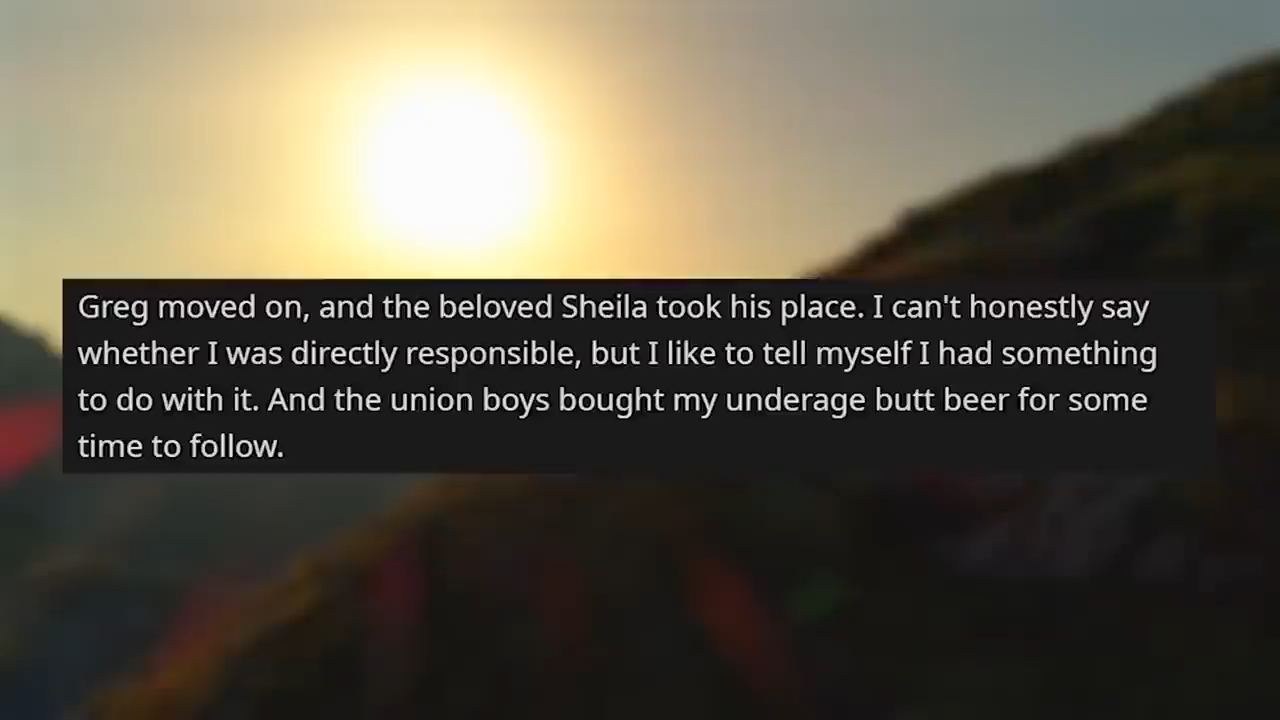 Greg moved on, and the beloved Sheila took his place. I can't honestly say
whether I was directly responsible, but I like to tell myself I had something
to do with it. And the union boys bought my underage butt beer for some
time to follow.